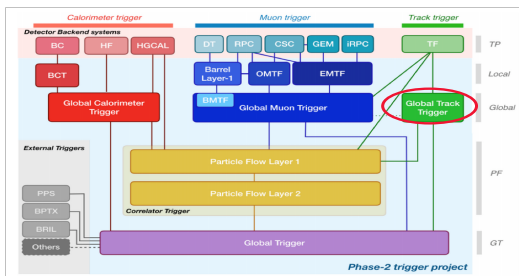 Calorimeter trigger
Muon trigger
Track trigger
Detector Backend systems
BC
HF
HGCAL
DT
RPC
CSC
GEM
iRPC
TF
TP
BCT
Barrel
Layer-1
OMTF
EMTF
Local
Global Calorimeter
Trigger
BMTF
Global Muon Trigger
Global Track
Trigger
Global
External Triggers
Particle Flow Layer 1
PF
PPS
Particle Flow Layer 2
BPTX
Correlator Trigger
BRIL
Others
Global Trigger
GT
Phase-2 trigger project